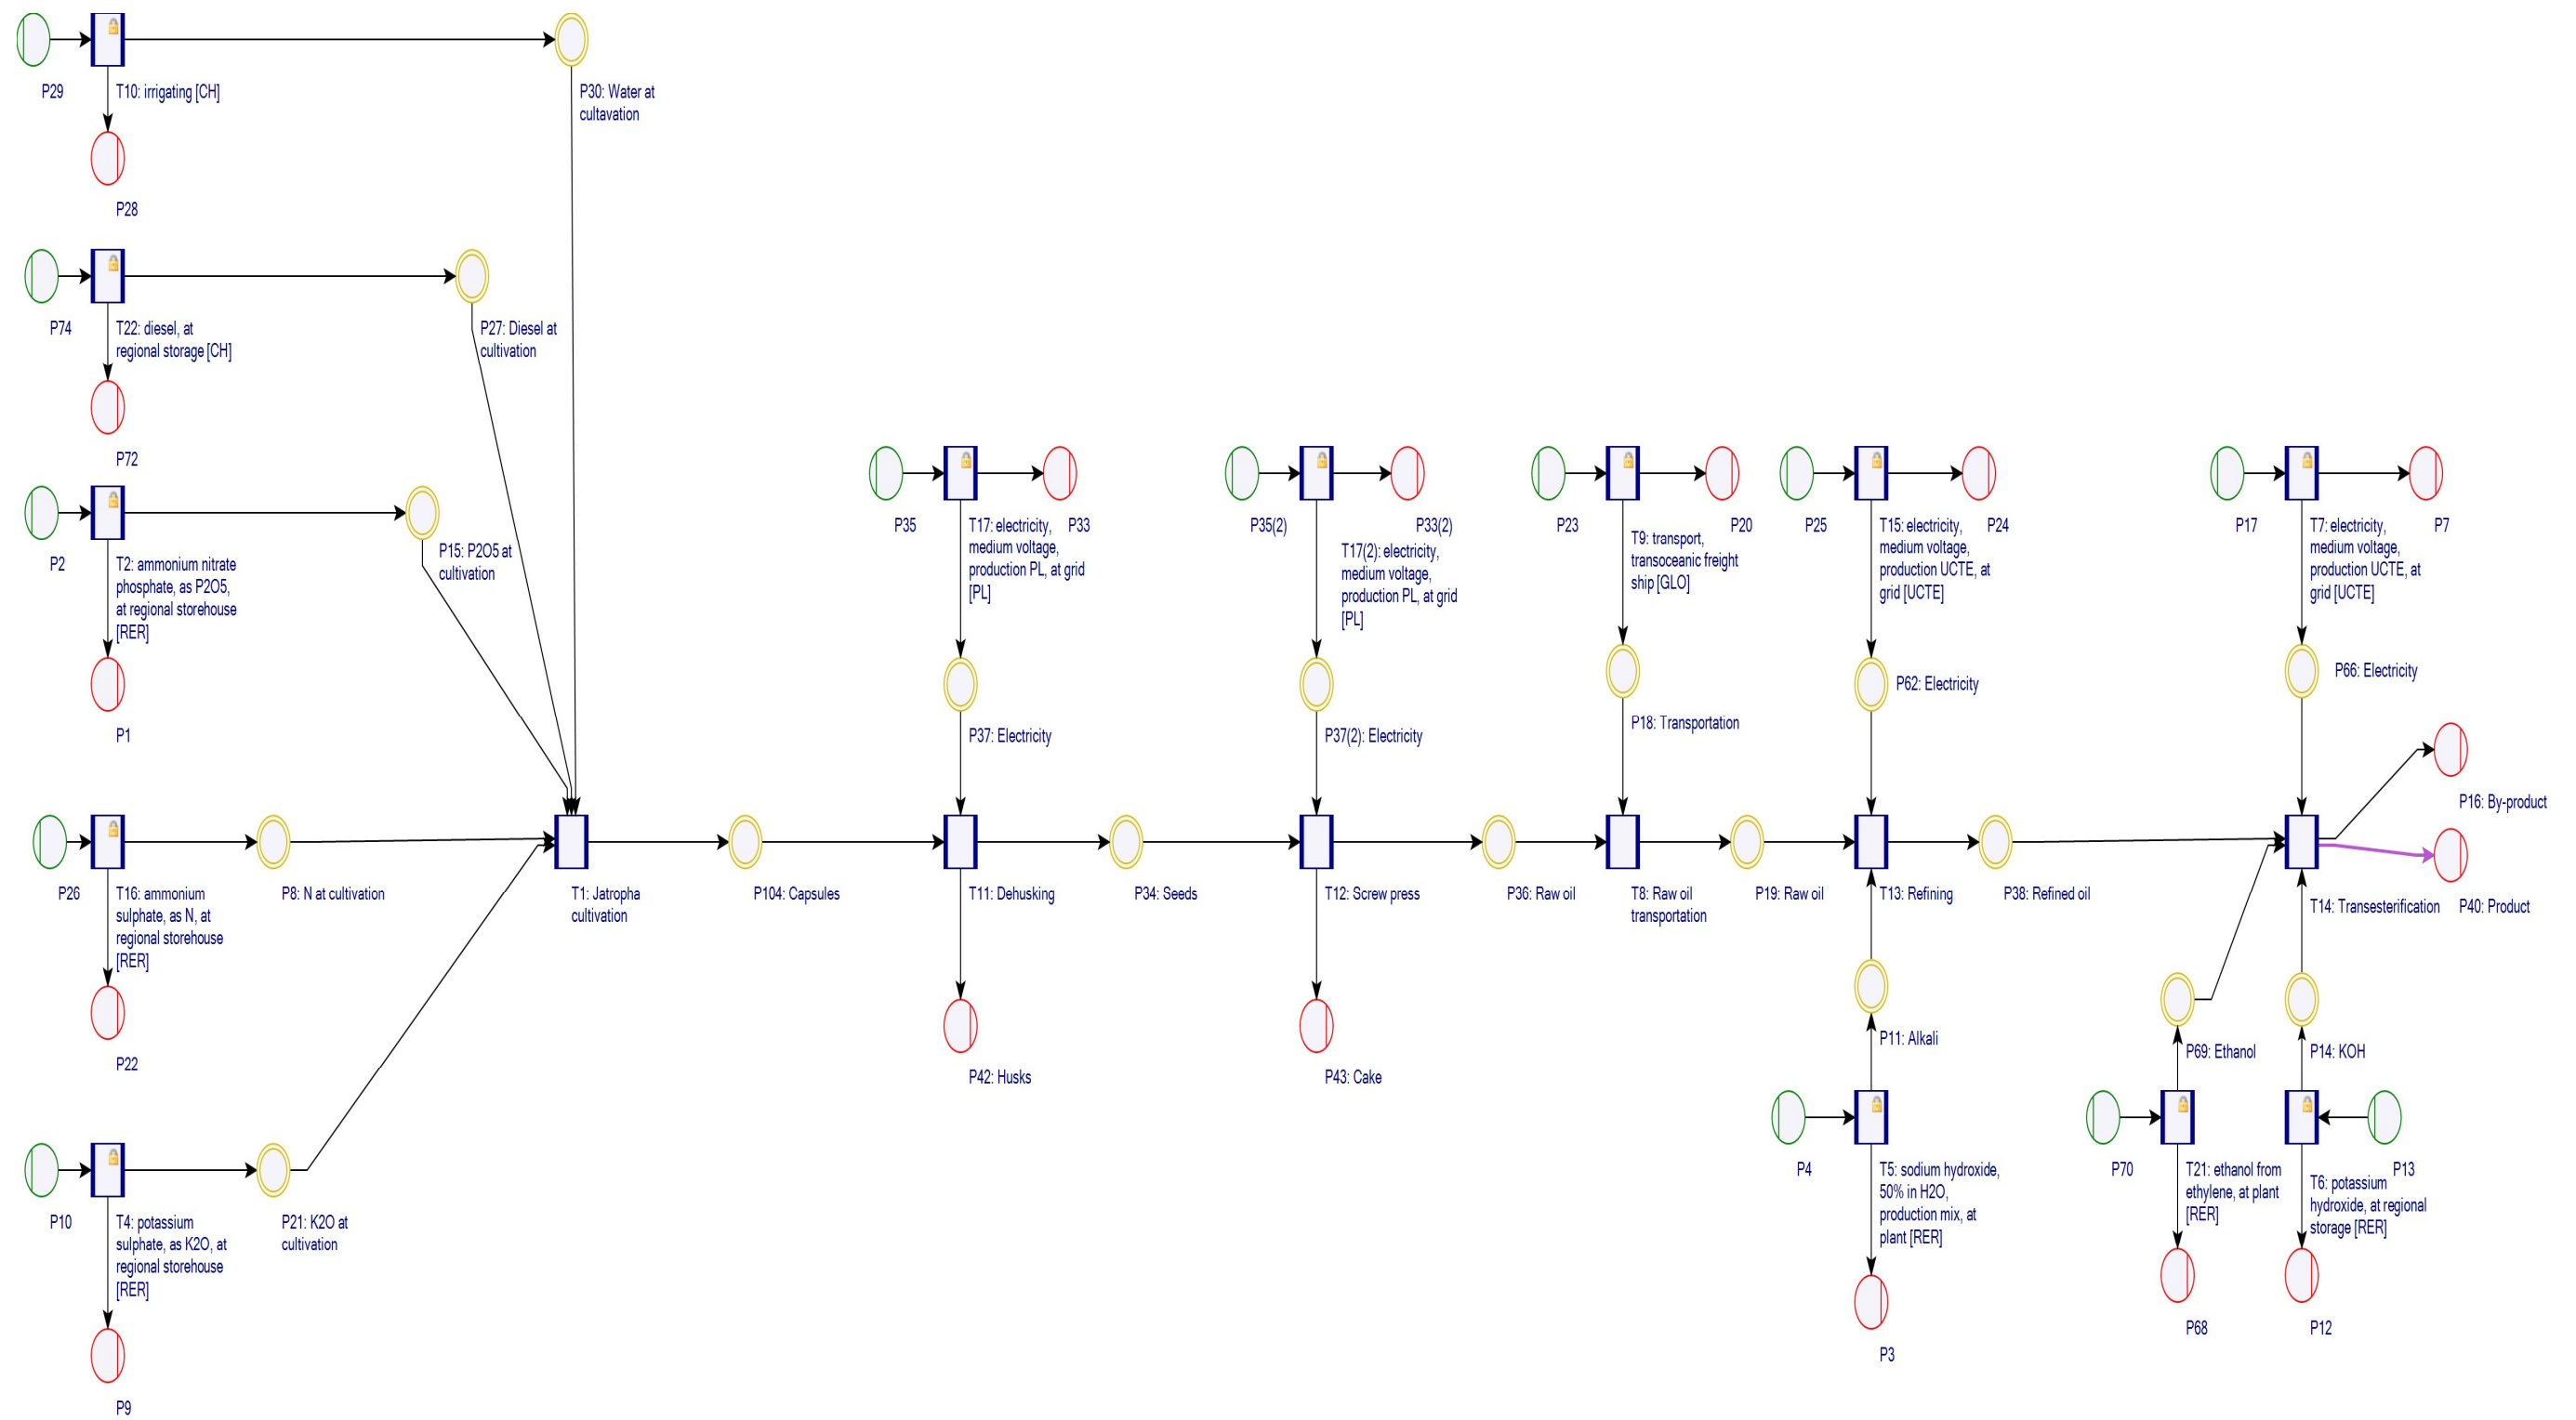 P29
T10: irrigating [CH]
P30: Water at
cultavation
P28
P74
T22: diesel, at
regional storage [CH]
P27: Diesel at
cultivation
P72
P2
T2: ammonium nitrate
phosphate, as P2O5,
at regional storehouse
[RER]
P15: P2O5 at
cultivation
P1
P35
T17: electricity,
medium voltage,
production PL, at grid
[PL]
P33
P35(2)
T17(2): electricity,
medium voltage,
production PL, at grid
[PL]
P33(2)
P23
T9: transport,
transoceanic freight
ship [GLO]
P20
P25
T15: electricity,
medium voltage,
production UCTE, at
grid [UCTE]
P24
P17
T7: electricity,
medium voltage,
production UCTE, at
grid [UCTE]
P7
P37: Electricity
P37(2): Electricity
P18: Transportation
P62: Electricity
P66: Electricity
P16: By-product
P26
T16: ammonium
sulphate, as N, at
regional storehouse
[RER]
P8: N at cultivation
T1: Jatropha
cultivation
P104: Capsules
T11: Dehusking
P34: Seeds
T12: Screw press
P36: Raw oil
T8: Raw oil
transportation
P19: Raw oil
T13: Refining
P38: Refined oil
T14: Transesterification
P40: Product
P22
P42: Husks
P43: Cake
P11: Alkali
P69: Ethanol
P14: KOH
P10
T4: potassium
sulphate, as K2O, at
regional storehouse
[RER]
P21: K2O at
cultivation
P4
T5: sodium hydroxide,
50% in H2O,
production mix, at
plant [RER]
P70
T21: ethanol from
ethylene, at plant
[RER]
T6: potassium
hydroxide, at regional
storage [RER]
P13
P9
P3
P68
P12